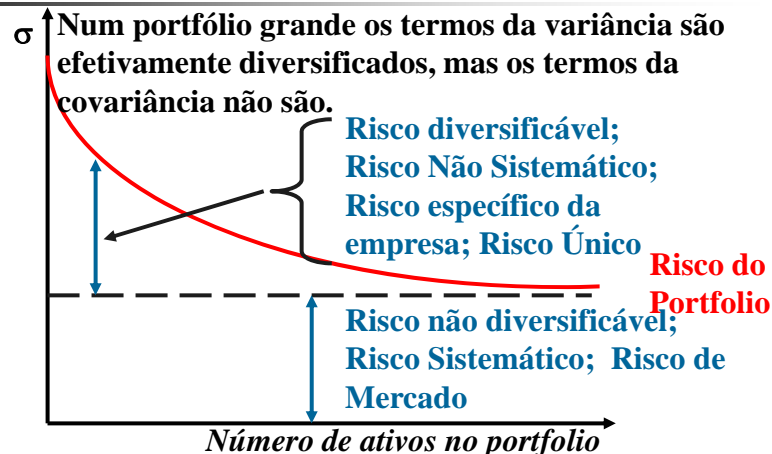 σ
Num portfólio grande os termos da variância são
efetivamente diversificados, mas os termos da
covariância não são.
Risco diversificável;
Risco Não Sistemático;
Risco específico da
empresa; Risco Único
Risco do
Portfolio
Risco não diversificável;
Risco Sistemático; Risco de
Mercado
Número de ativos no portfolio